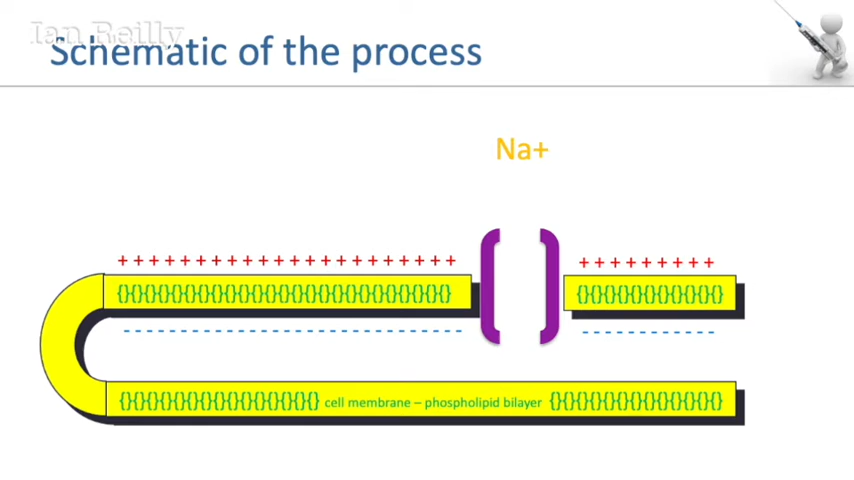 Ian Reilly
Schematic of the process
Na+
+ + + + + + + + + + + + + + + + + + + + + +
+ + + + + + + + +
{}{}{}{}{}{}{}{}{}{}{}{}{}{}{}{}{}{}{}{}{}{}{}{}{}
{}{}{}{}{}{}{}{}{}{}{}
- - - - - - - - - - - - - - - - - - - - - - - - - - - - -
- - - - - - - - - - - -
{}{}{}{}{}{}{}{}{}{}{}{}{}{}{} cell membrane – phospholipid bilayer {}{}{}{}{}{}{}{}{}{}{}{}{}